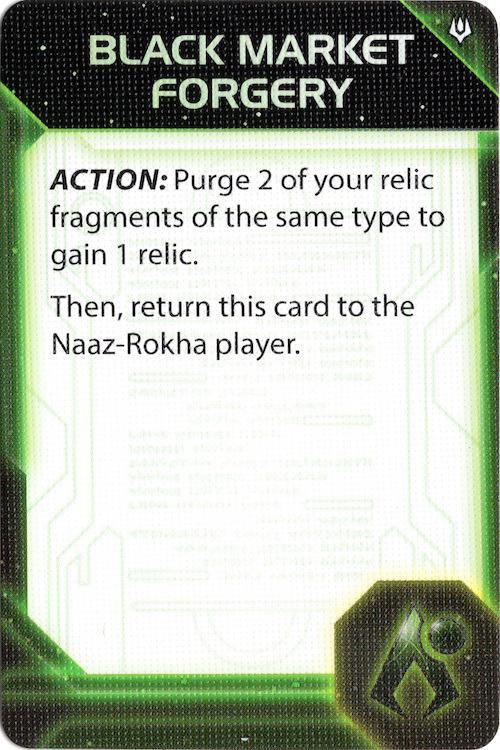 BLACK MARKET
FORGERY
ACTION: Purge 2 of your relic
fragments of the same type to
gain 1 relic.
Then, return this card to the
Naaz-Rokha player.